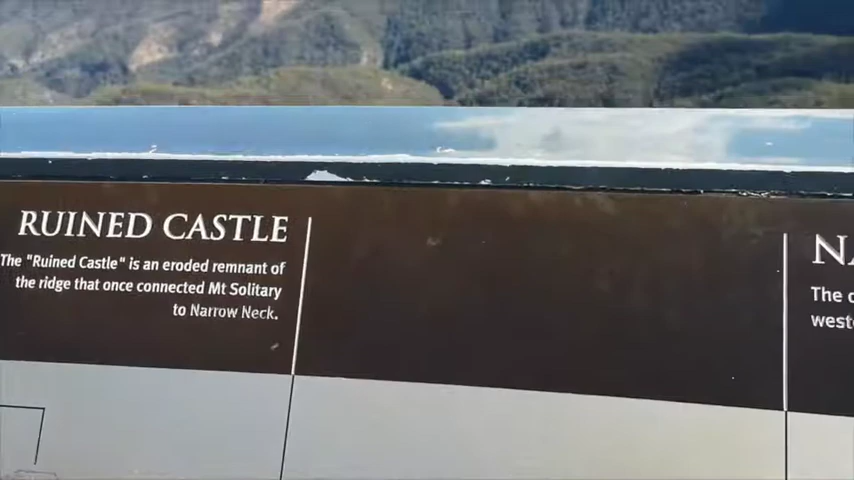 RUINED CASTLE
The "Ruined Castle" is an eroded remnant of
the ridge that once connected Mt Solitary
to Narrow Neck.
The